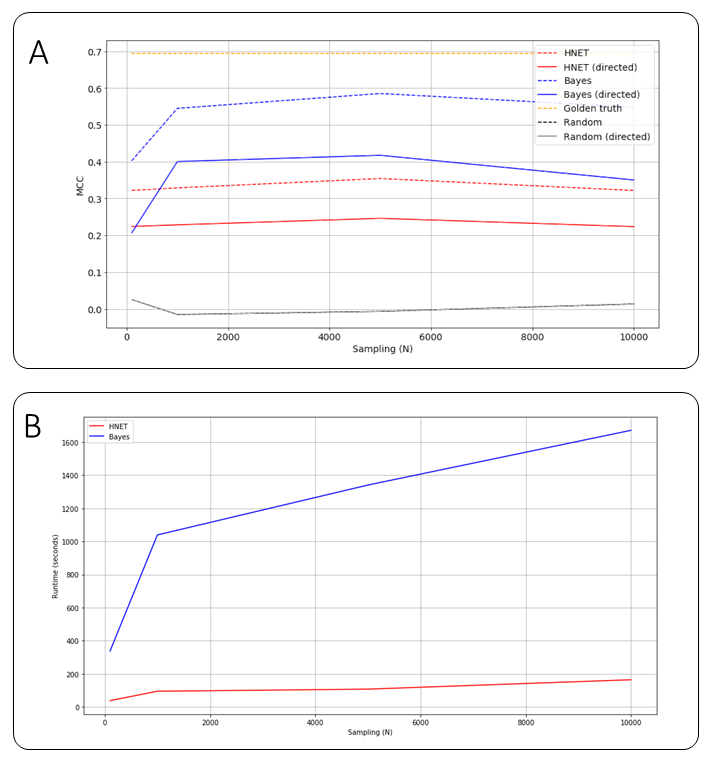 A
0.7
0.6
0.5
0.4
0.3
0.2
0.1
0.0
MCC
HNET
HNET (directed)
Bayes
Bayes (directed)
Golden truth
Random
Random (directed)
0 2000 4000 6000 8000 10000
Sampling (N)
B
HNET
Bayes
1600
1400
1200
1000
800
600
400
200
0
Runtime (seconds)
0 2000 4000 6000 8000 10000
Sampling (N)